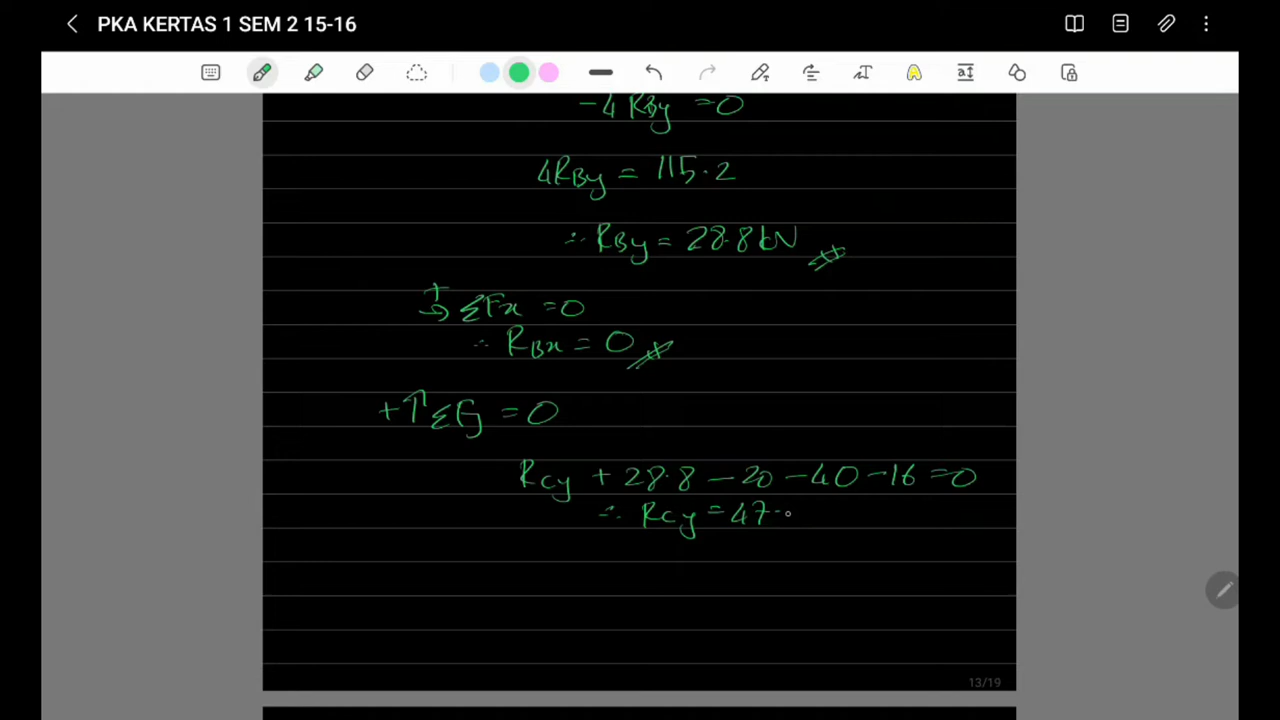 PKA KERTAS 1 SEM 2 15-16
-4 RBy = 0
4RBy = 115.2
∴ RBy = 28.8 kN
+→ ΣFx = 0
∴ RBx = 0
+↑ΣFy = 0
RCy + 28.8 - 20 - 40 - 16 = 0
∴ RCy = 47.
13/19